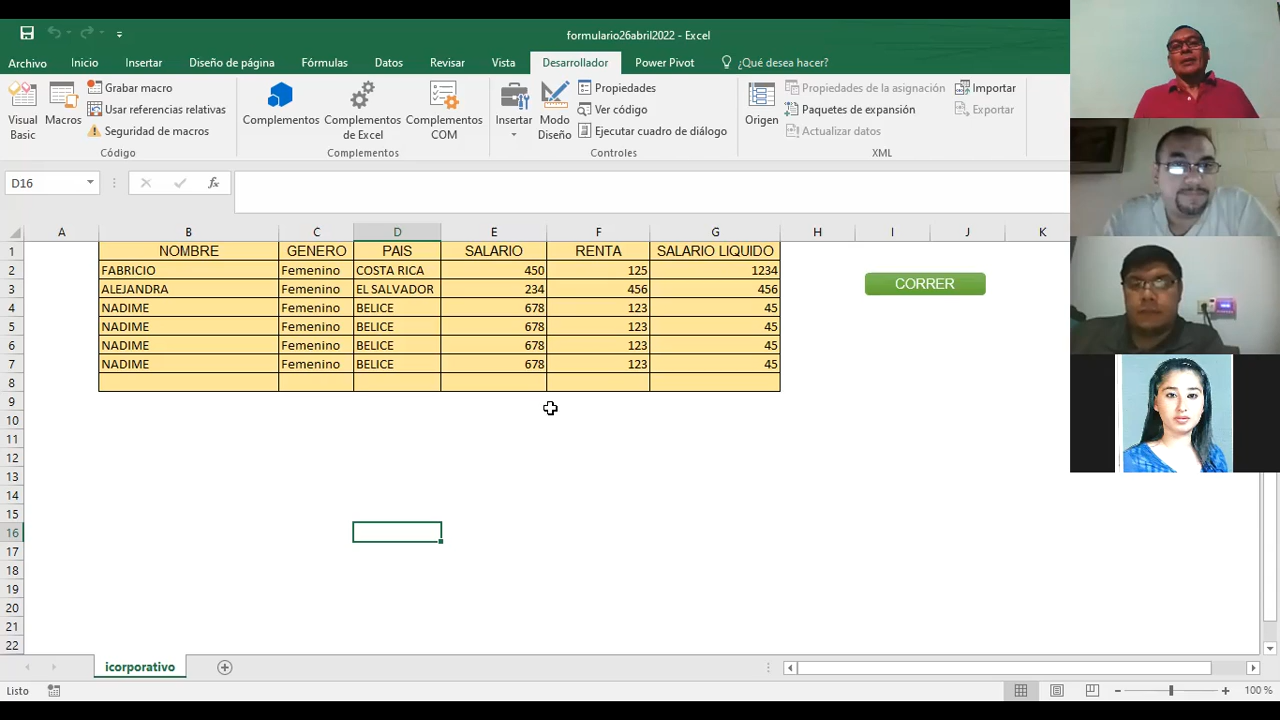 formulario26abril2022 - Excel
Archivo Inicio Insertar Diseño de página Fórmulas Datos Revisar Vista Desarrollador Power Pivot ¿Qué desea hacer?
Visual Basic
Macros
Grabar macro
Usar referencias relativas
Seguridad de macros
Código
Complementos
Complementos de Excel
Complementos COM
Complementos
Insertar
Modo Diseño
Propiedades
Ver código
Ejecutar cuadro de diálogo
Controles
Origen
Propiedades de la asignación
Paquetes de expansión
Actualizar datos
Importar
Exportar
XML
D16 fx
A B C D E F G H I J K
1 NOMBRE GENERO PAIS SALARIO RENTA SALARIO LIQUIDO
2 FABRICIO Femenino COSTA RICA 450 125 1234
CORRER
3 ALEJANDRA Femenino EL SALVADOR 234 456 456
4 NADIME Femenino BELICE 678 123 45
5 NADIME Femenino BELICE 678 123 45
6 NADIME Femenino BELICE 678 123 45
7 NADIME Femenino BELICE 678 123 45
8
9
10
11
12
13
14
15
16
17
18
19
20
21
22
icorporativo
Listo 100 %